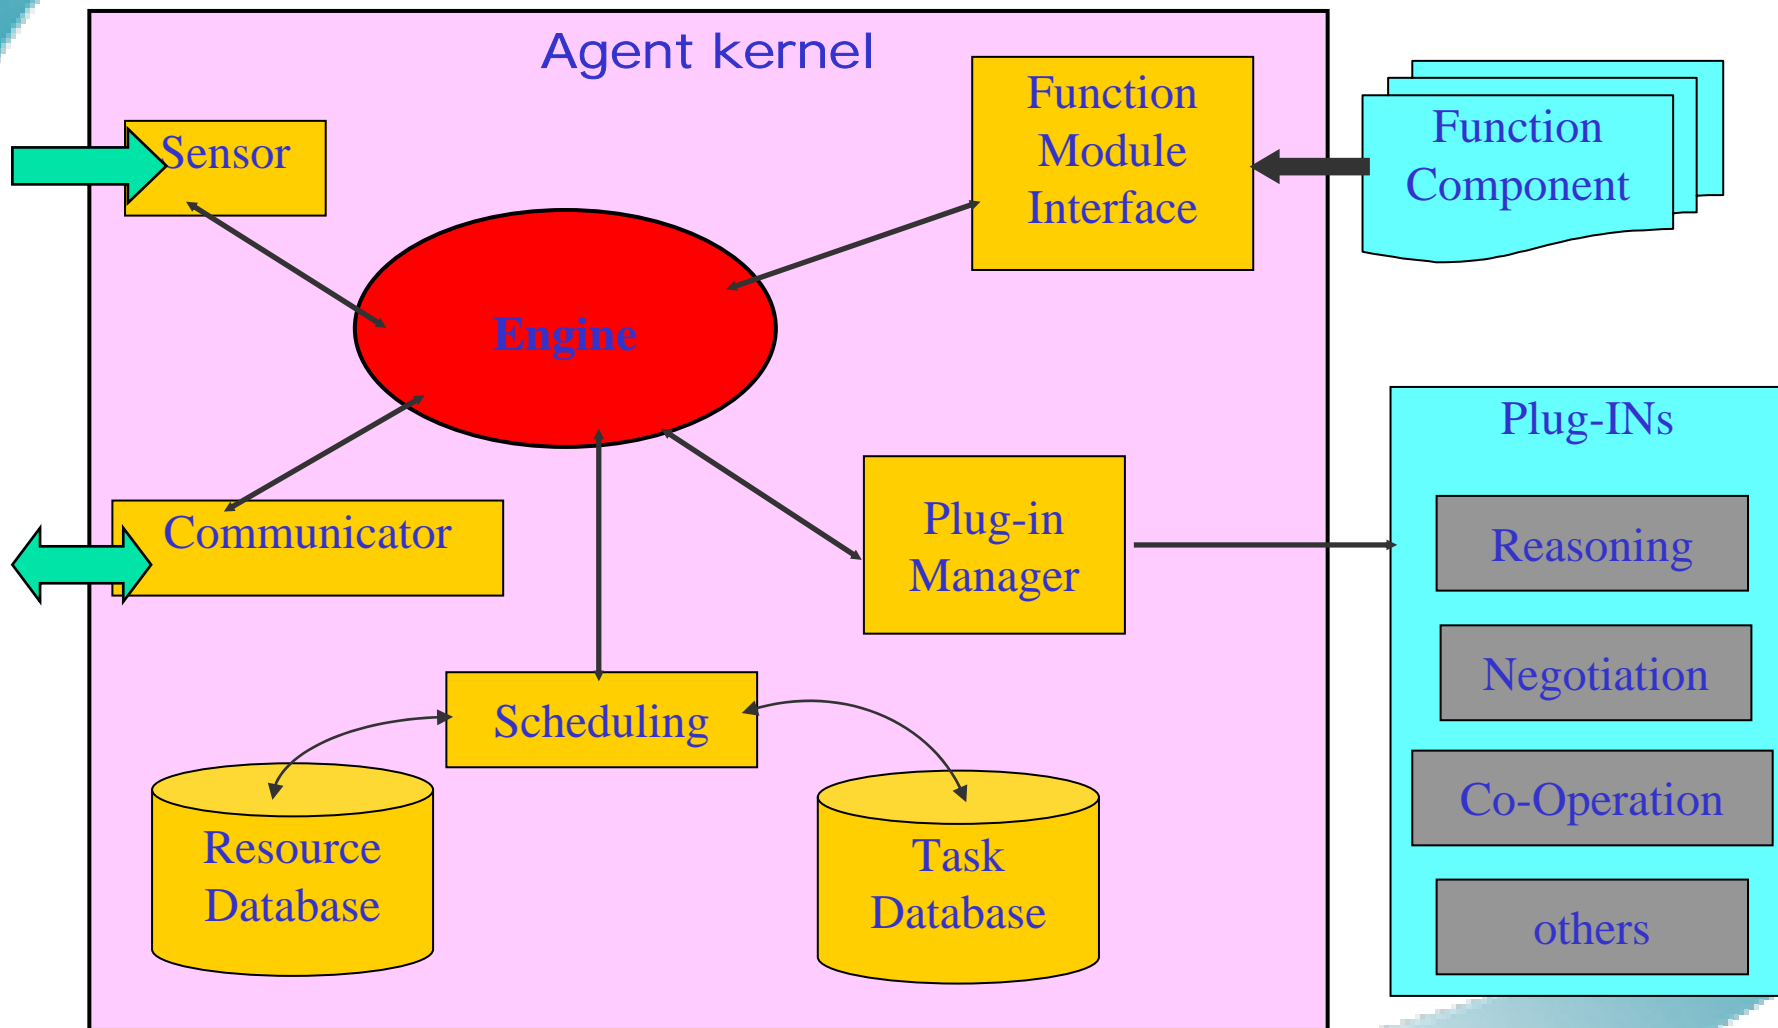 Agent kernel
Sensor
Function
Module
Interface
Function
Component
Engine
Plug-INs
Communicator
Plug-in
Manager
Reasoning
Negotiation
Scheduling
Co-Operation
Resource
Database
Task
Database
others